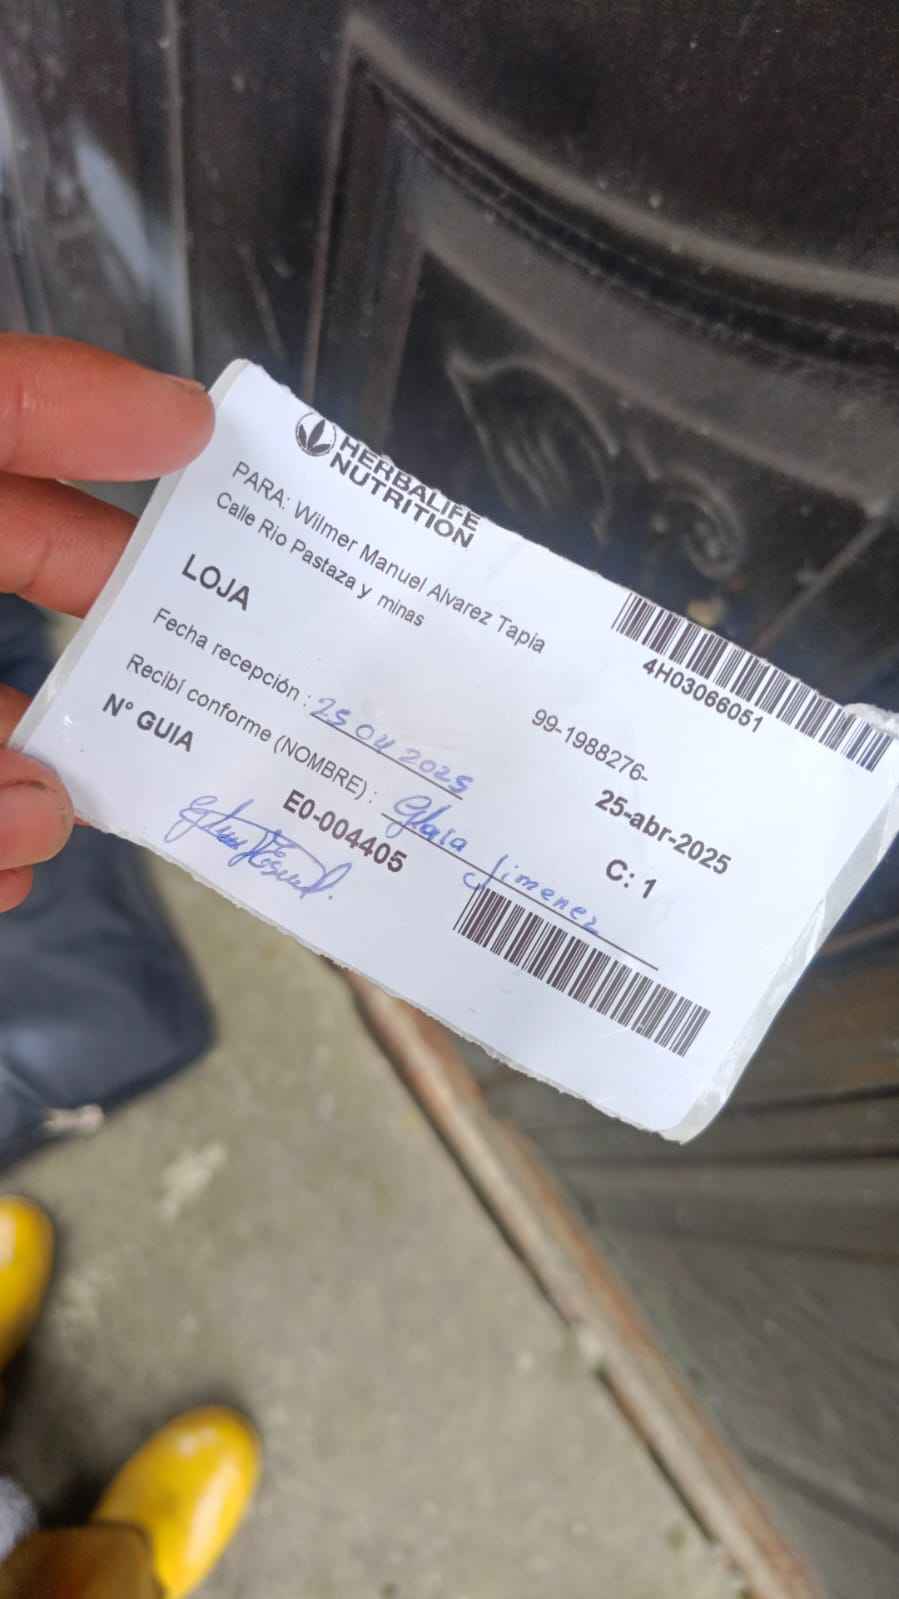 HERBALIFE
NUTRITION
PARA: Wilmer Manuel Alvarez Tapia
Calle Rio Pastaza y minas
4H03066051
LOJA
99-1988276-
Fecha recepción : 25 04 2025
25-abr-2025
Recibí conforme (NOMBRE) : Jimenez
C: 1
N° GUIA
E0-004405